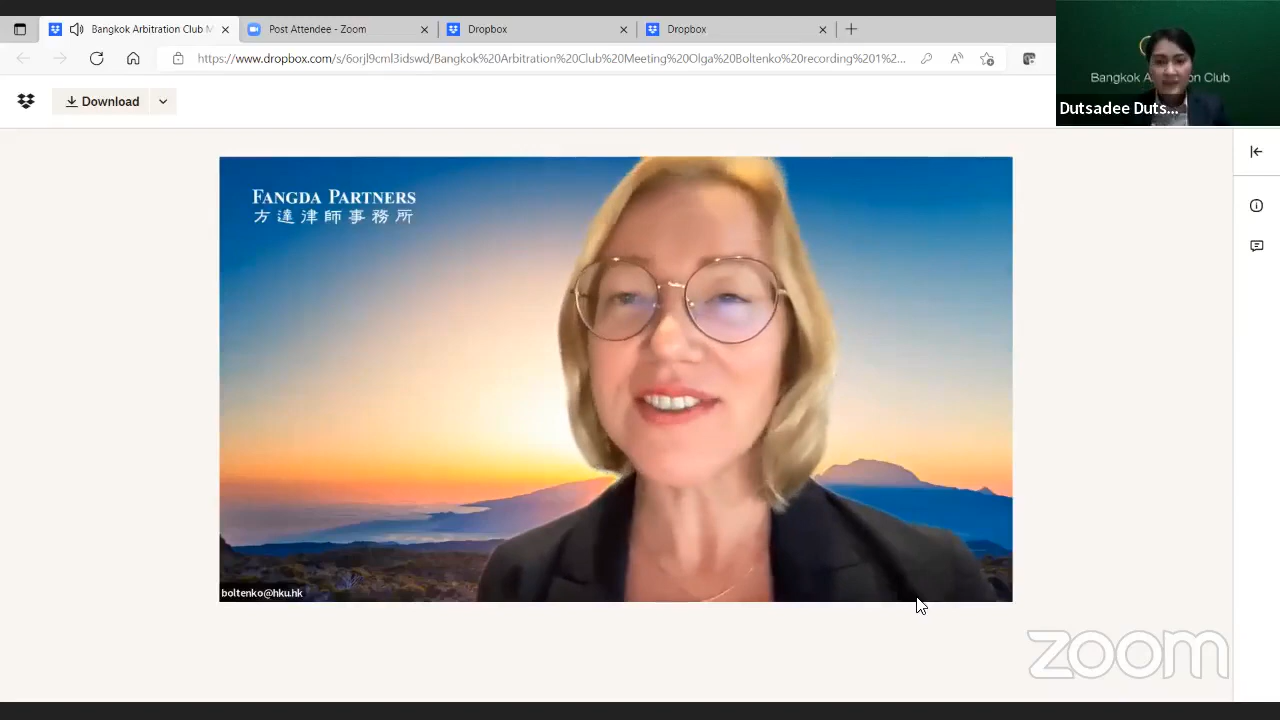 Bangkok Arbitration Club M
Post Attendee - Zoom
Dropbox
Dropbox
https://www.dropbox.com/s/6orjl9cml3idswd/Bangkok%20Arbitration%20Club%20Meeting%20Olga%20Boltenko%20recording%201%2...
Download
Bangkok A on Club
Dutsadee Duts...
FANGDA PARTNERS
方達律師事務所
boltenko@hku.hk
zoom